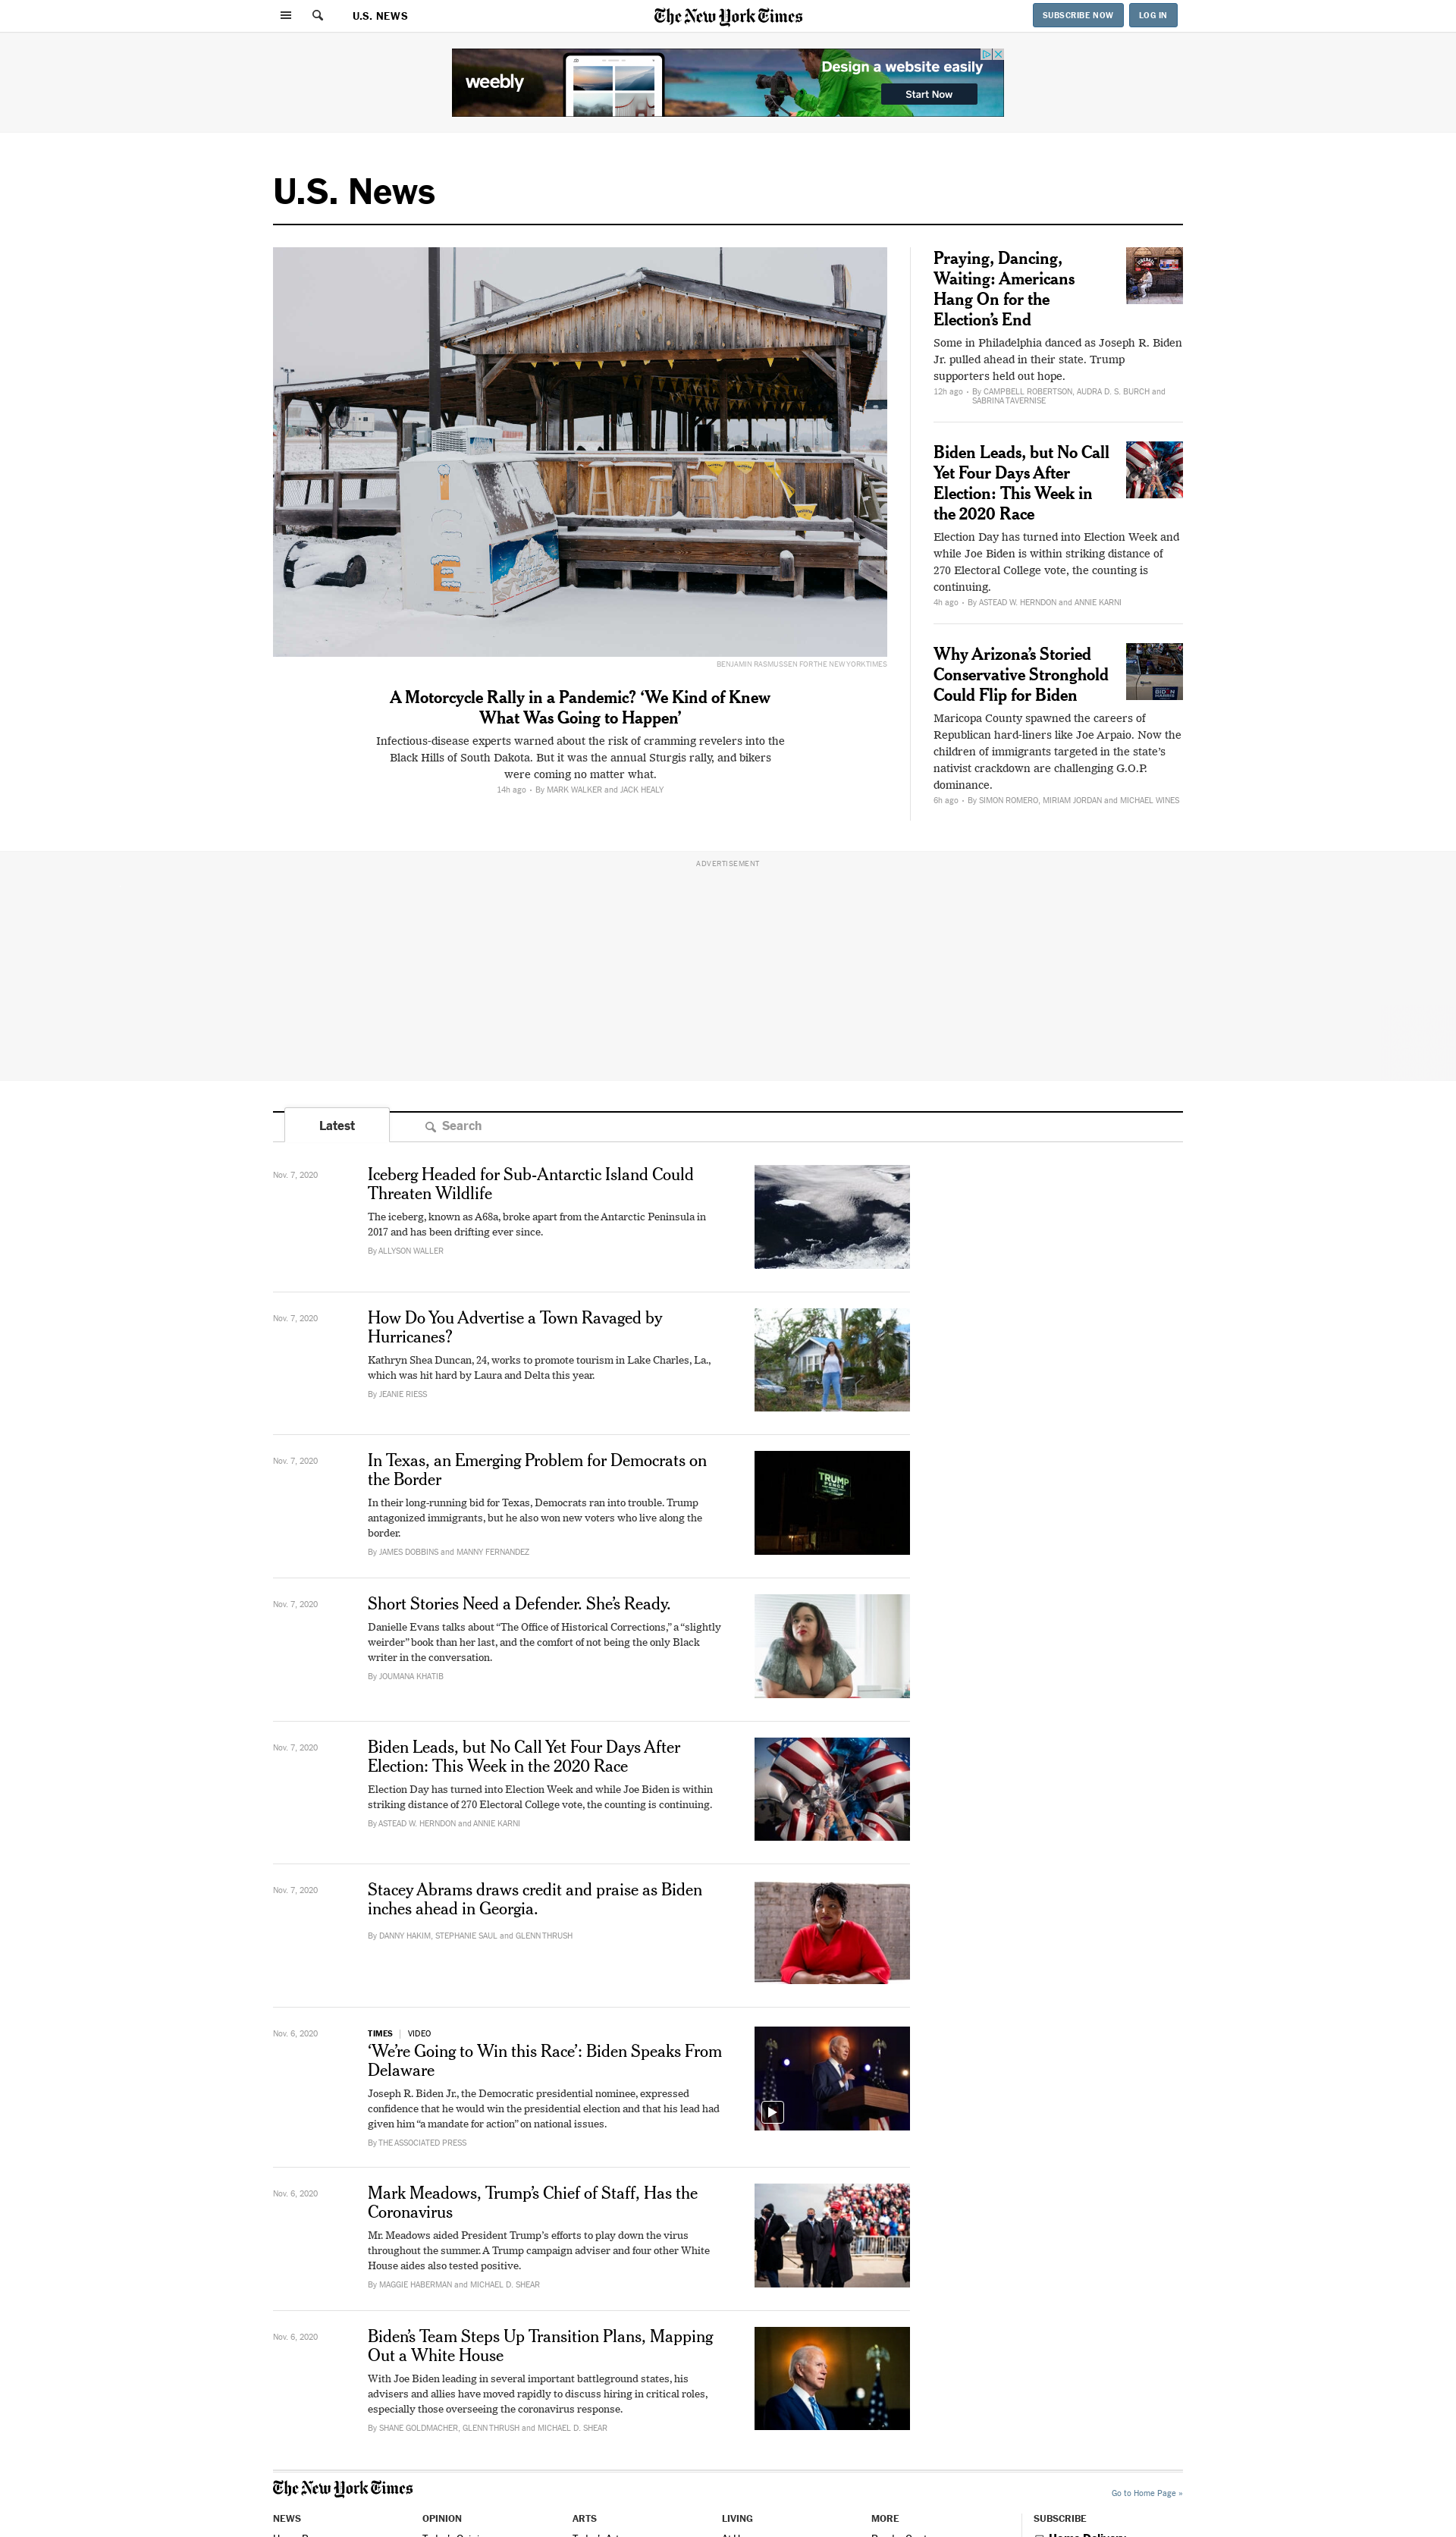 U.S. NEWS
The New York Times
SUBSCRIBE NOW
LOG IN
weebly
Design a website easily
Start Now
U.S. News
BENJAMIN RASMUSSEN FOR THE NEW YORK TIMES
A Motorcycle Rally in a Pandemic? ‘We Kind of Knew
What Was Going to Happen’
Infectious-disease experts warned about the risk of cramming revelers into the
Black Hills of South Dakota. But it was the annual Sturgis rally, and bikers
were coming no matter what.
14h ago • By MARK WALKER and JACK HEALY
Praying, Dancing,
Waiting: Americans
Hang On for the
Election’s End
Some in Philadelphia danced as Joseph R. Biden
Jr. pulled ahead in their state. Trump
supporters held out hope.
12h ago • By CAMPBELL ROBERTSON, AUDRA D. S. BURCH and
SABRINA TAVERNISE
Biden Leads, but No Call
Yet Four Days After
Election: This Week in
the 2020 Race
Election Day has turned into Election Week and
while Joe Biden is within striking distance of
270 Electoral College vote, the counting is
continuing.
4h ago • By ASTEAD W. HERNDON and ANNIE KARNI
Why Arizona’s Storied
Conservative Stronghold
Could Flip for Biden
BIDEN
Maricopa County spawned the careers of
Republican hard-liners like Joe Arpaio. Now the
children of immigrants targeted in the state’s
nativist crackdown are challenging G.O.P.
dominance.
6h ago • By SIMON ROMERO, MIRIAM JORDAN and MICHAEL WINES
ADVERTISEMENT
Latest
Search
Nov. 7, 2020
Iceberg Headed for Sub-Antarctic Island Could
Threaten Wildlife
The iceberg, known as A68a, broke apart from the Antarctic Peninsula in
2017 and has been drifting ever since.
By ALLYSON WALLER
Nov. 7, 2020
How Do You Advertise a Town Ravaged by
Hurricanes?
Kathryn Shea Duncan, 24, works to promote tourism in Lake Charles, La.,
which was hit hard by Laura and Delta this year.
By JEANIE RIESS
Nov. 7, 2020
In Texas, an Emerging Problem for Democrats on
the Border
In their long-running bid for Texas, Democrats ran into trouble. Trump
antagonized immigrants, but he also won new voters who live along the
border.
By JAMES DOBBINS and MANNY FERNANDEZ
TRUMP
PENCE
Nov. 7, 2020
Short Stories Need a Defender. She’s Ready.
Danielle Evans talks about “The Office of Historical Corrections,” a “slightly
weirder” book than her last, and the comfort of not being the only Black
writer in the conversation.
By JOUMANA KHATIB
Nov. 7, 2020
Biden Leads, but No Call Yet Four Days After
Election: This Week in the 2020 Race
Election Day has turned into Election Week and while Joe Biden is within
striking distance of 270 Electoral College vote, the counting is continuing.
By ASTEAD W. HERNDON and ANNIE KARNI
Nov. 7, 2020
Stacey Abrams draws credit and praise as Biden
inches ahead in Georgia.
By DANNY HAKIM, STEPHANIE SAUL and GLENN THRUSH
Nov. 6, 2020
TIMES | VIDEO
‘We’re Going to Win this Race’: Biden Speaks From
Delaware
Joseph R. Biden Jr., the Democratic presidential nominee, expressed
confidence that he would win the presidential election and that his lead had
given him “a mandate for action” on national issues.
By THE ASSOCIATED PRESS
Nov. 6, 2020
Mark Meadows, Trump’s Chief of Staff, Has the
Coronavirus
Mr. Meadows aided President Trump’s efforts to play down the virus
throughout the summer. A Trump campaign adviser and four other White
House aides also tested positive.
By MAGGIE HABERMAN and MICHAEL D. SHEAR
Nov. 6, 2020
Biden’s Team Steps Up Transition Plans, Mapping
Out a White House
With Joe Biden leading in several important battleground states, his
advisers and allies have moved rapidly to discuss hiring in critical roles,
especially those overseeing the coronavirus response.
By SHANE GOLDMACHER, GLENN THRUSH and MICHAEL D. SHEAR
The New York Times
Go to Home Page »
NEWS
OPINION
ARTS
LIVING
MORE
SUBSCRIBE